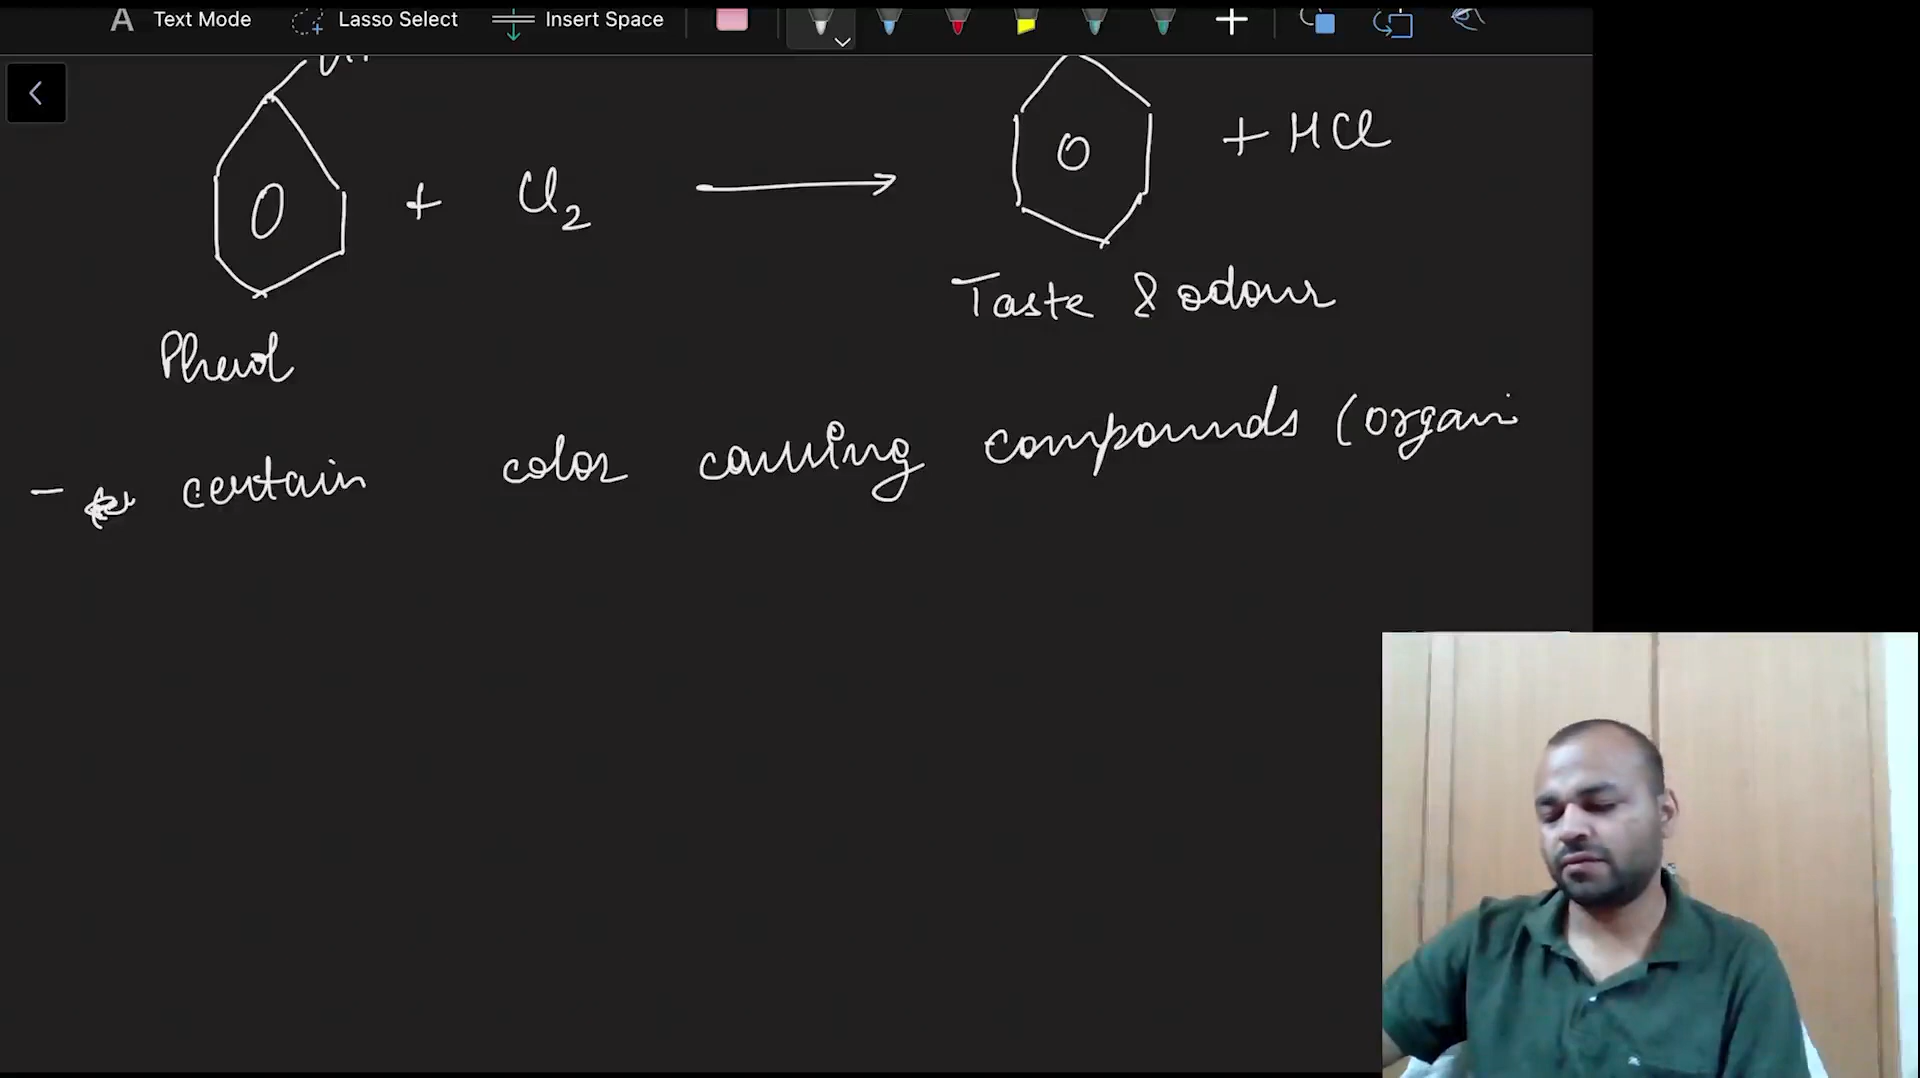 A Text Mode Lasso Select Insert Space
+ Cl2 + HCl
Taste & odour
Phenol
- certain color causing compounds (organi